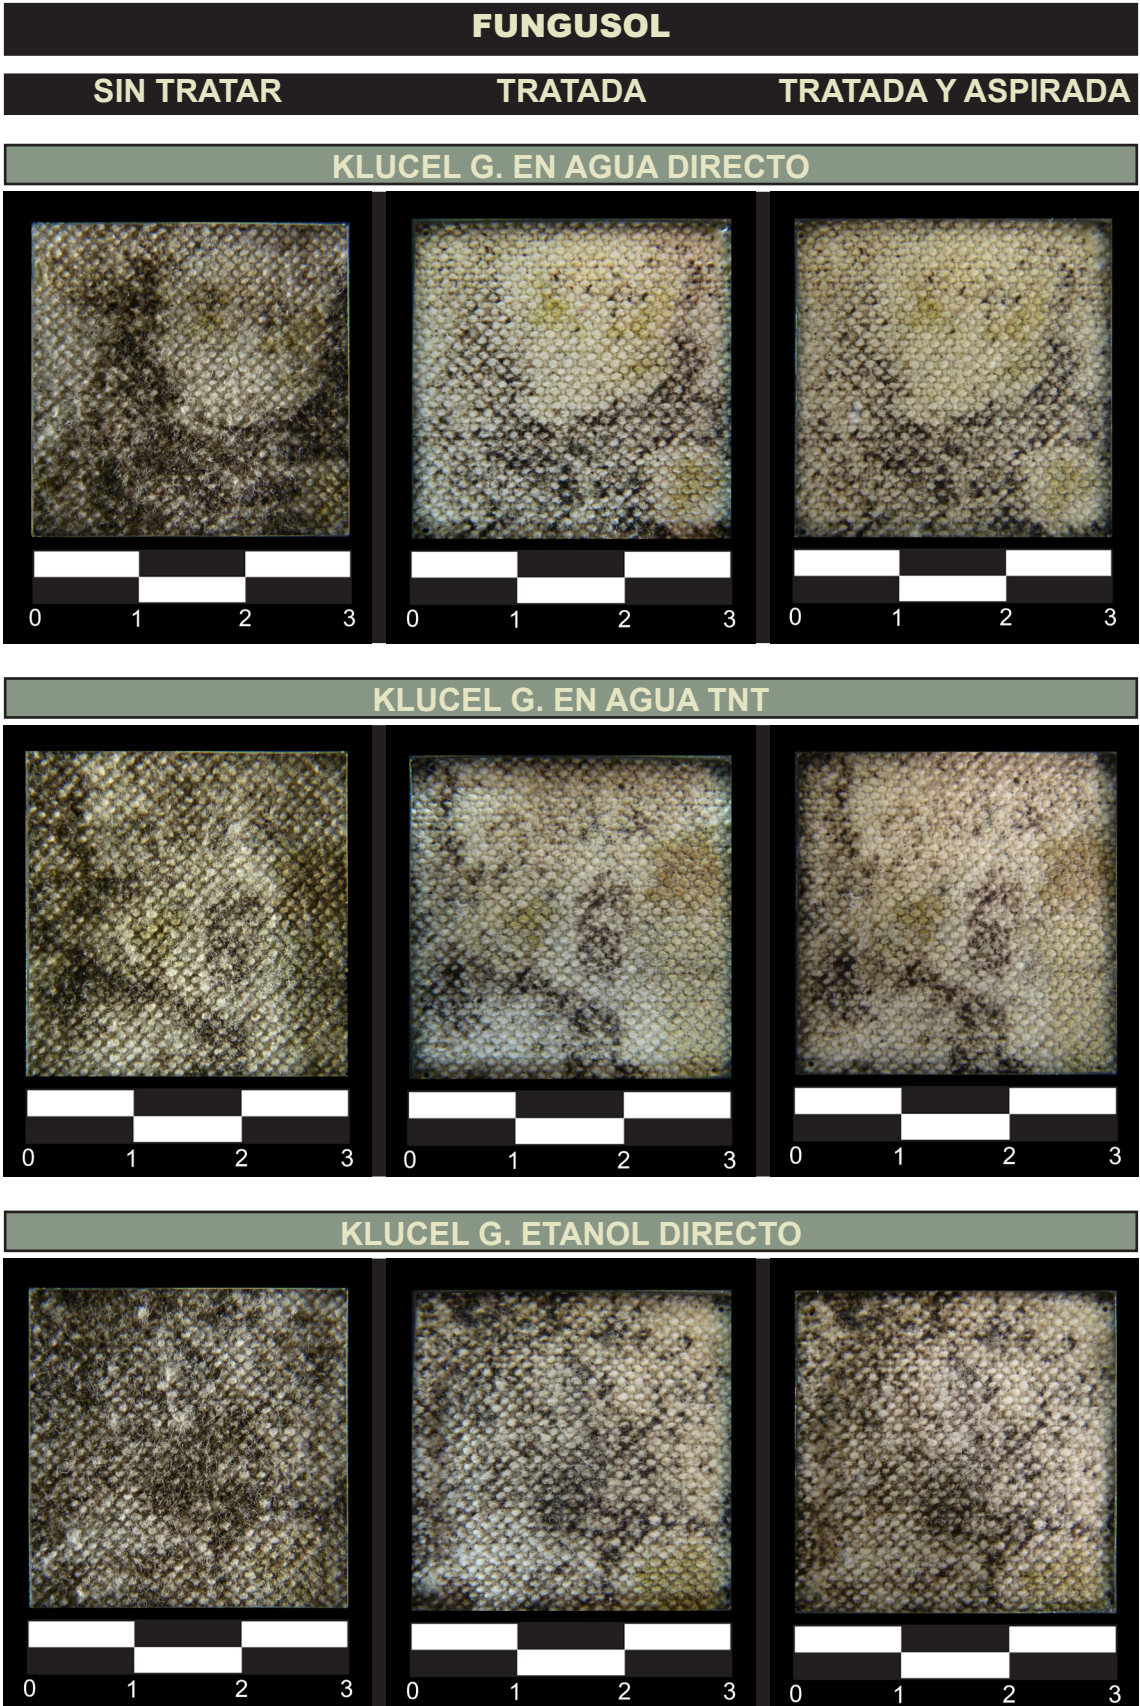 FUNGUSOL
SIN TRATAR TRATADA TRATADA Y ASPIRADA
KLUCEL G. EN AGUA DIRECTO
0 1 2 3 0 1 2 3 0 1 2 3
KLUCEL G. EN AGUA TNT
0 1 2 3 0 1 2 3 0 1 2 3
KLUCEL G. ETANOL DIRECTO
0 1 2 3 0 1 2 3 0 1 2 3